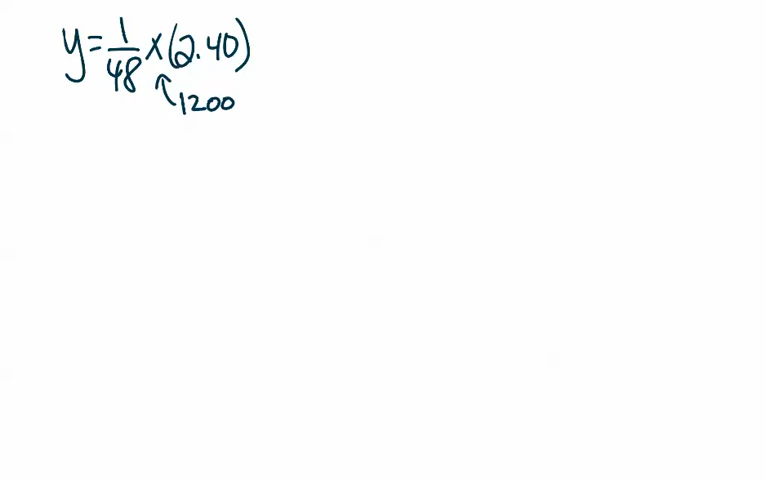 y = 1/48 x (2.40)
1200